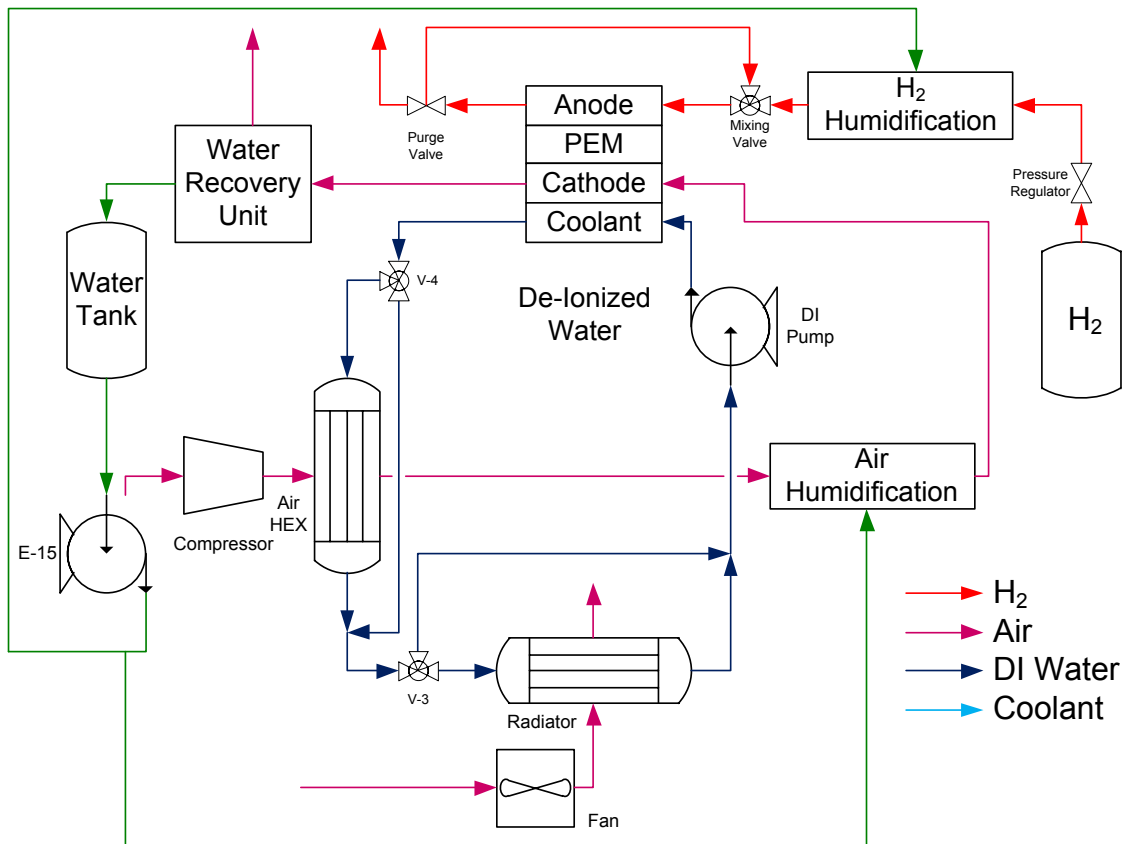 H2
Humidification
Anode
PEM
Cathode
Coolant
Purge
Valve
Mixing
Valve
Pressure
Regulator
Water
Recovery
Unit
Water
Tank
V-4
De-Ionized
Water
DI
Pump
H2
Air
HEX
Compressor
E-15
Air
Humidification
V-3
Radiator
Fan
H2
Air
DI Water
Coolant